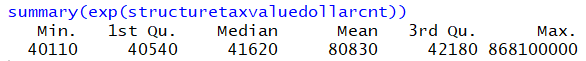 summary(exp(structuretaxvaluedollarcnt))
Min. 1st Qu. Median Mean 3rd Qu. Max.
40110 40540 41620 80830 42180 868100000